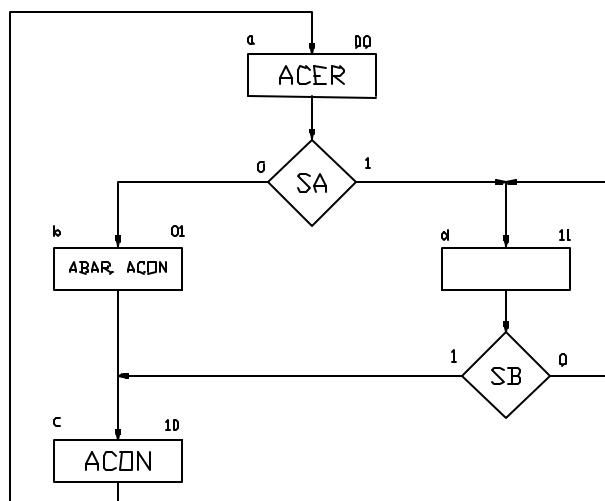 a 00
ACER
0 SA 1
b 01 d 11
ABAR, ACON
1 SB 0
c 10
ACON